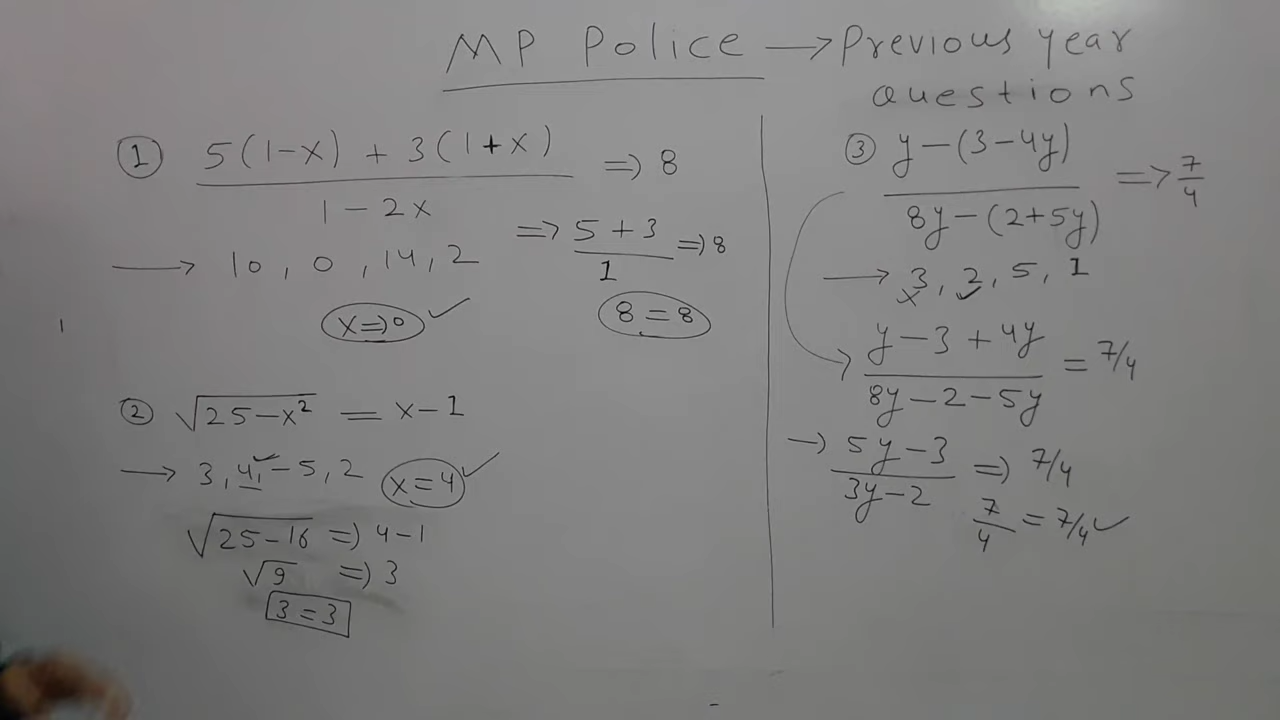 MP Police → Previous year
questions
① 5(1-x) + 3(1+x) => 8
1-2x
→ 10, 0, 14, 2
=> 5+3 => 8
1
x=>0 ✓
8 = 8
② √25-x² = x-1
→ 3, 4, -5, 2
x=4 ✓
√25-16 => 4-1
√9 => 3
3=3
③ y-(3-4y) => 7/4
8y-(2+5y)
→ 3, 2, 5, 1
y-3+4y = 7/4
8y-2-5y
→ 5y-3 => 7/4
3y-2
7/4 = 7/4 ✓